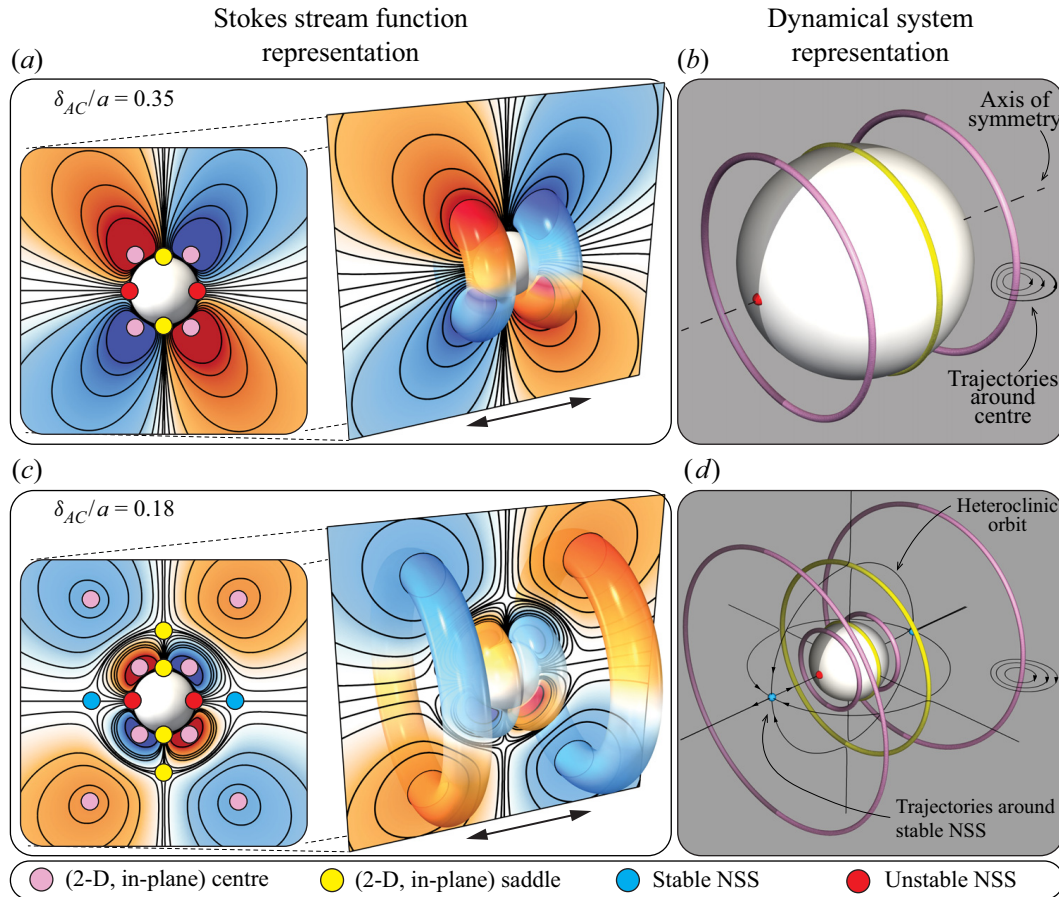 Stokes stream function
representation
Dynamical system
representation
(a)
δAC/a = 0.35
(b)
Axis of
symmetry
Trajectories
around
centre
(c)
δAC/a = 0.18
(d)
Heteroclinic
orbit
Trajectories around
stable NSS
(2-D, in-plane) centre
(2-D, in-plane) saddle
Stable NSS
Unstable NSS